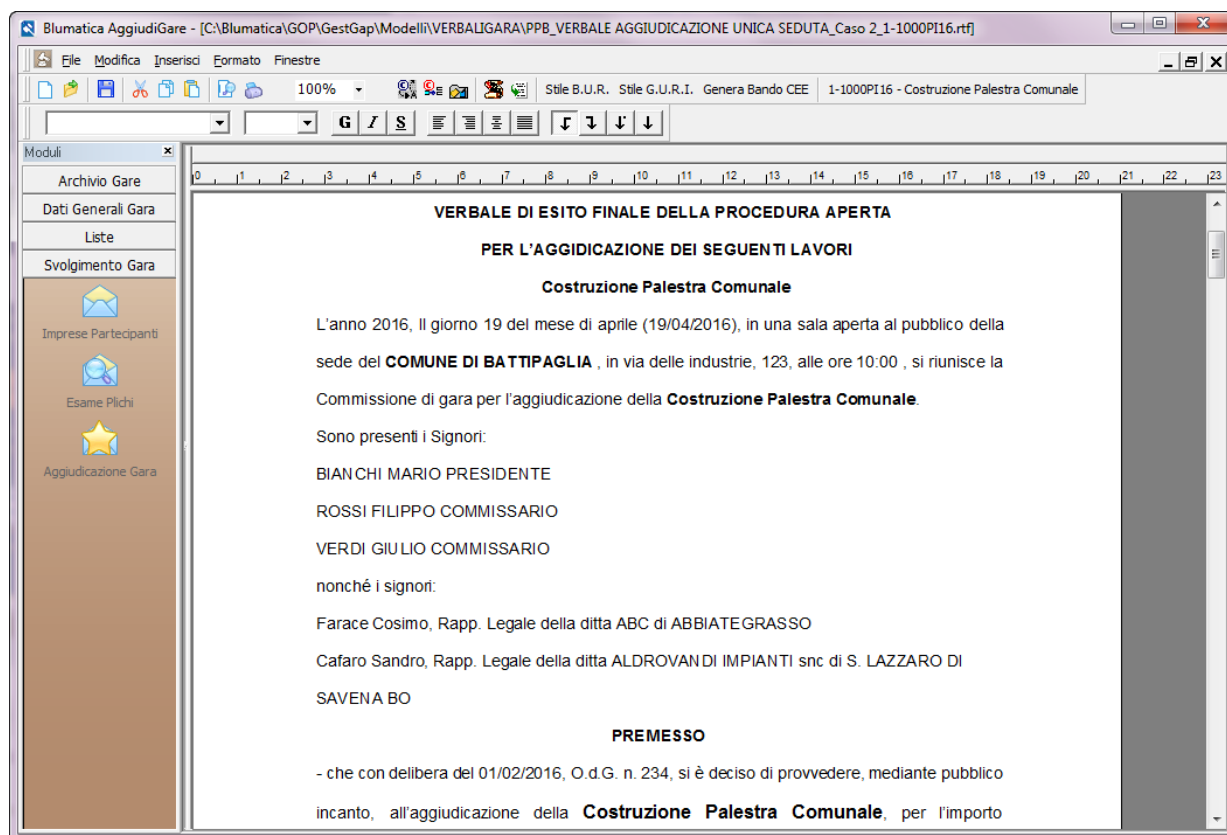 Blumatica AggiudiGare - [C:\Blumatica\GOP\GestGap\Modelli\VERBALIGARA\PPB_VERBALE AGGIUDICAZIONE UNICA SEDUTA_Caso 2_1-1000PI16.rtf]
File Modifica Inserisci Formato Finestre
100% Stile B.U.R. Stile G.U.R.I. Genera Bando CEE 1-1000PI16 - Costruzione Palestra Comunale
G I S
Moduli
Archivio Gare
Dati Generali Gara
Liste
Svolgimento Gara
Imprese Partecipanti
Esame Plichi
Aggiudicazione Gara
0 1 2 3 4 5 6 7 8 9 10 11 12 13 14 15 16 17 18 19 20 21 22 23
VERBALE DI ESITO FINALE DELLA PROCEDURA APERTA
PER L'AGGIDICAZIONE DEI SEGUENTI LAVORI
Costruzione Palestra Comunale
L'anno 2016, Il giorno 19 del mese di aprile (19/04/2016), in una sala aperta al pubblico della
sede del COMUNE DI BATTIPAGLIA , in via delle industrie, 123, alle ore 10:00 , si riunisce la
Commissione di gara per l'aggiudicazione della Costruzione Palestra Comunale.
Sono presenti i Signori:
BIANCHI MARIO PRESIDENTE
ROSSI FILIPPO COMMISSARIO
VERDI GIULIO COMMISSARIO
nonché i signori:
Farace Cosimo, Rapp. Legale della ditta ABC di ABBIATEGRASSO
Cafaro Sandro, Rapp. Legale della ditta ALDROVANDI IMPIANTI snc di S. LAZZARO DI
SAVENA BO
PREMESSO
- che con delibera del 01/02/2016, O.d.G. n. 234, si è deciso di provvedere, mediante pubblico
incanto, all'aggiudicazione della Costruzione Palestra Comunale, per l'importo